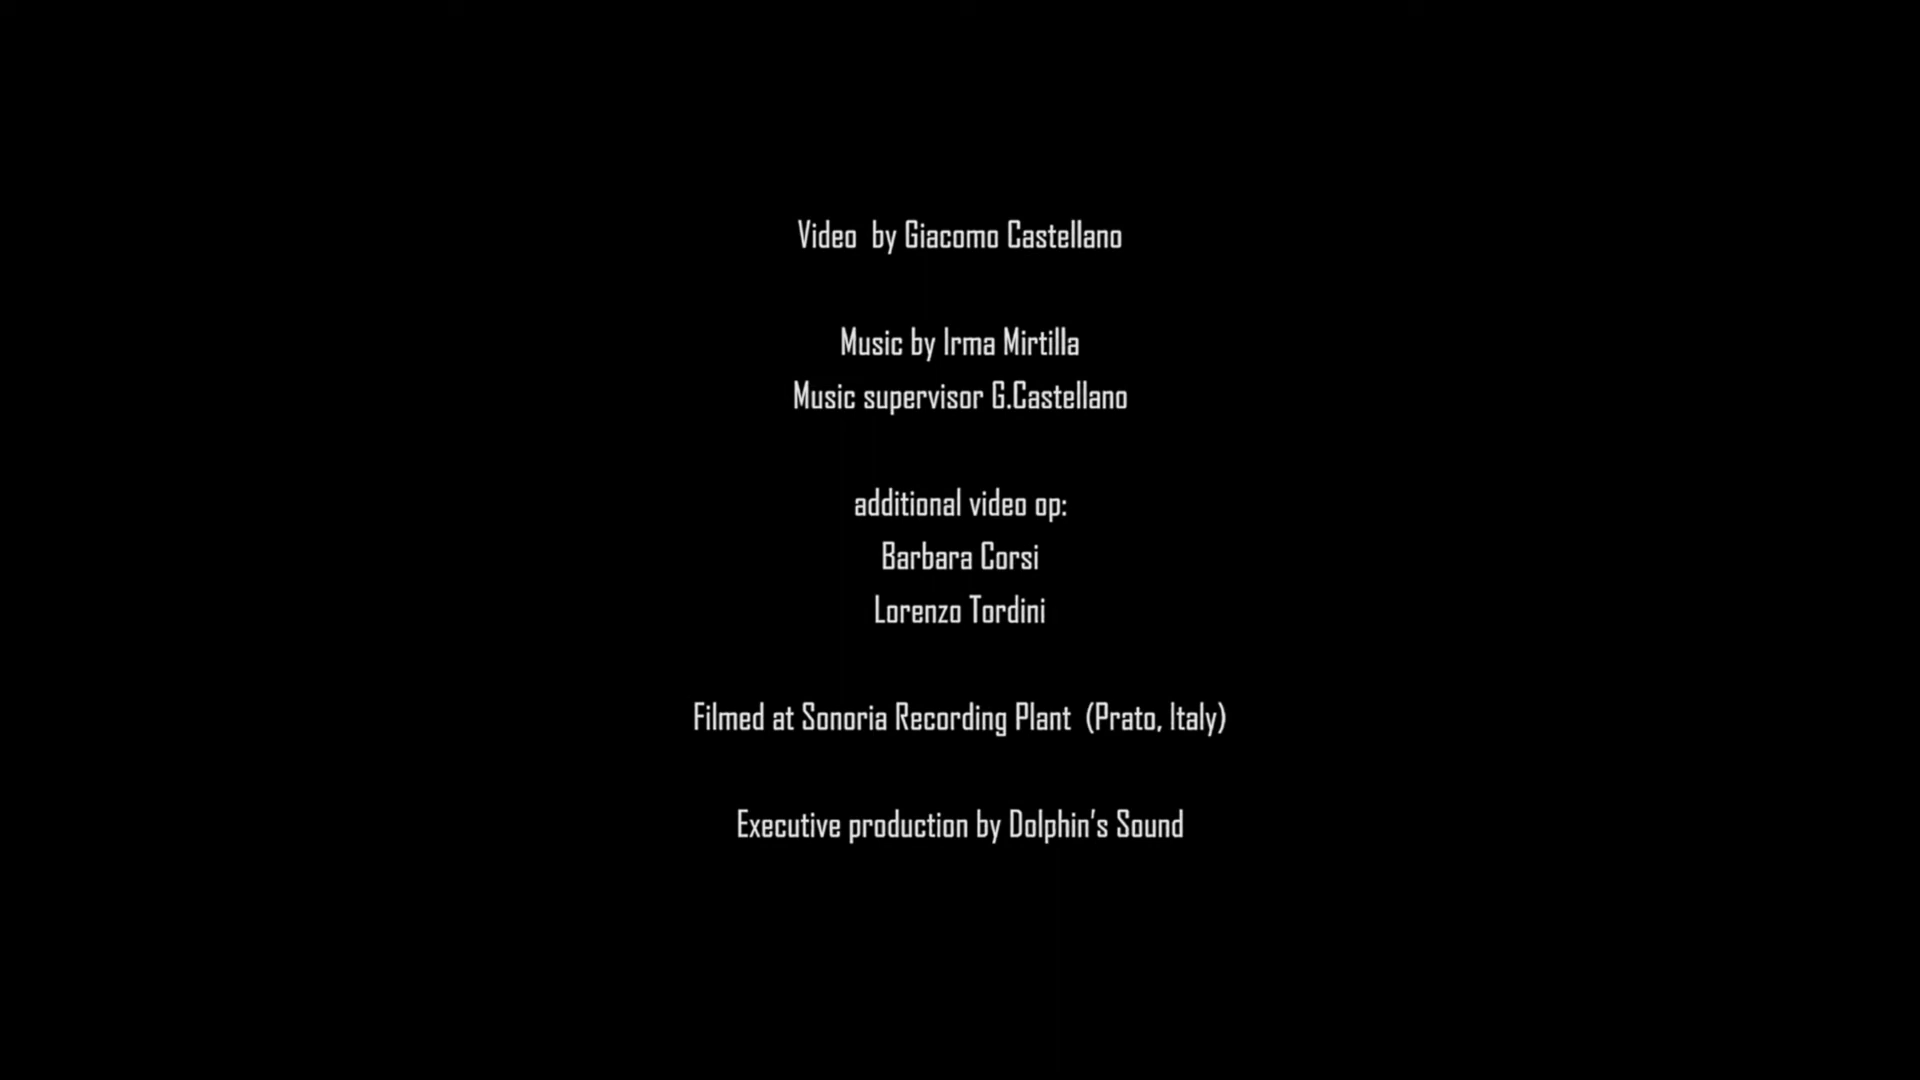 Video  by Giacomo Castellano
Music by Irma Mirtilla
Music supervisor G.Castellano
additional video op:
Barbara Corsi
Lorenzo Tordini
Filmed at Sonoria Recording Plant  (Prato, Italy)
Executive production by Dolphin’s Sound